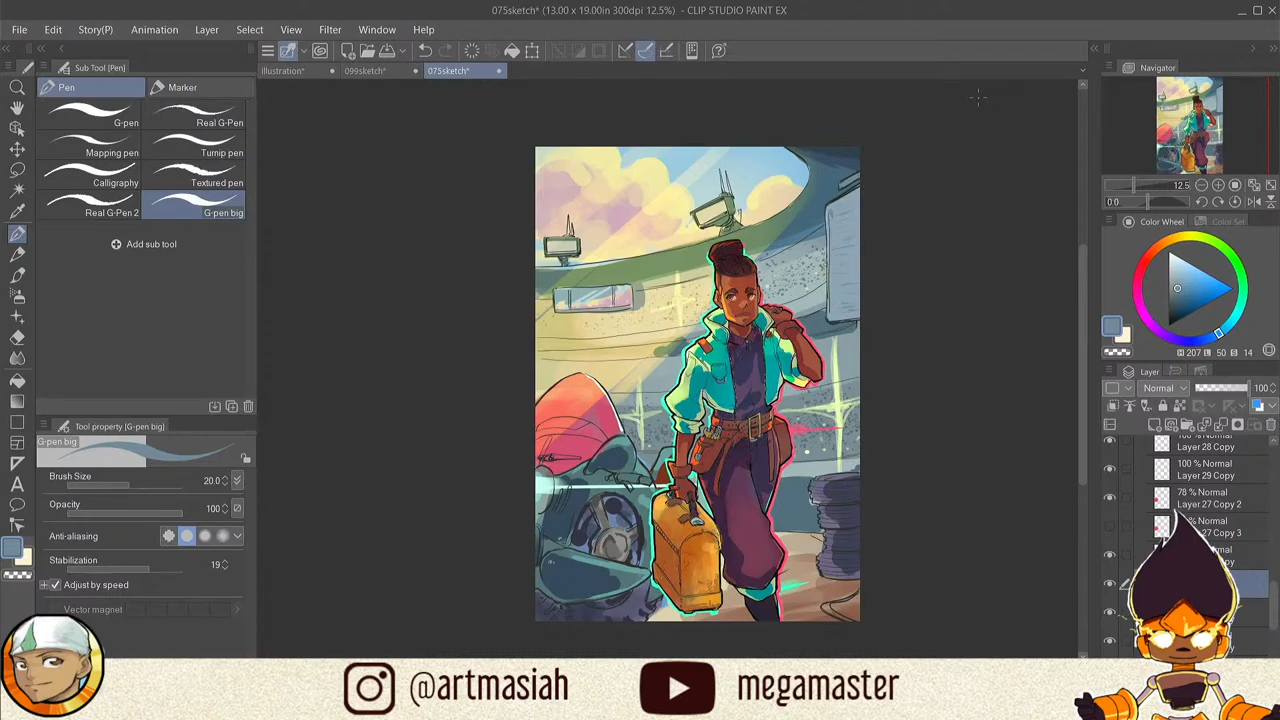 075sketch* (13.00 x 19.00in 300dpi 12.5%) - CLIP STUDIO PAINT EX
File Edit Story(P) Animation Layer Select View Filter Window Help
Sub Tool [Pen]
Illustration* 099sketch* 075sketch*
Navigator
Pen Marker
G-pen Real G-Pen
Mapping pen Turnip pen
Calligraphy Textured pen
Real G-Pen 2 G-pen big
Add sub tool
12.5
0.0
Color Wheel Color Set
H 207 L 50 S 14
Layer
Normal 100
Layer 28 Copy
100 % Normal
Layer 29 Copy
78 % Normal
Layer 27 Copy 2
Normal
27 Copy 3
Tool property [G-pen big]
G-pen big
Brush Size 20.0
Opacity 100
Anti-aliasing
Stabilization 19
Adjust by speed
Vector magnet
@artmasiah megamaster